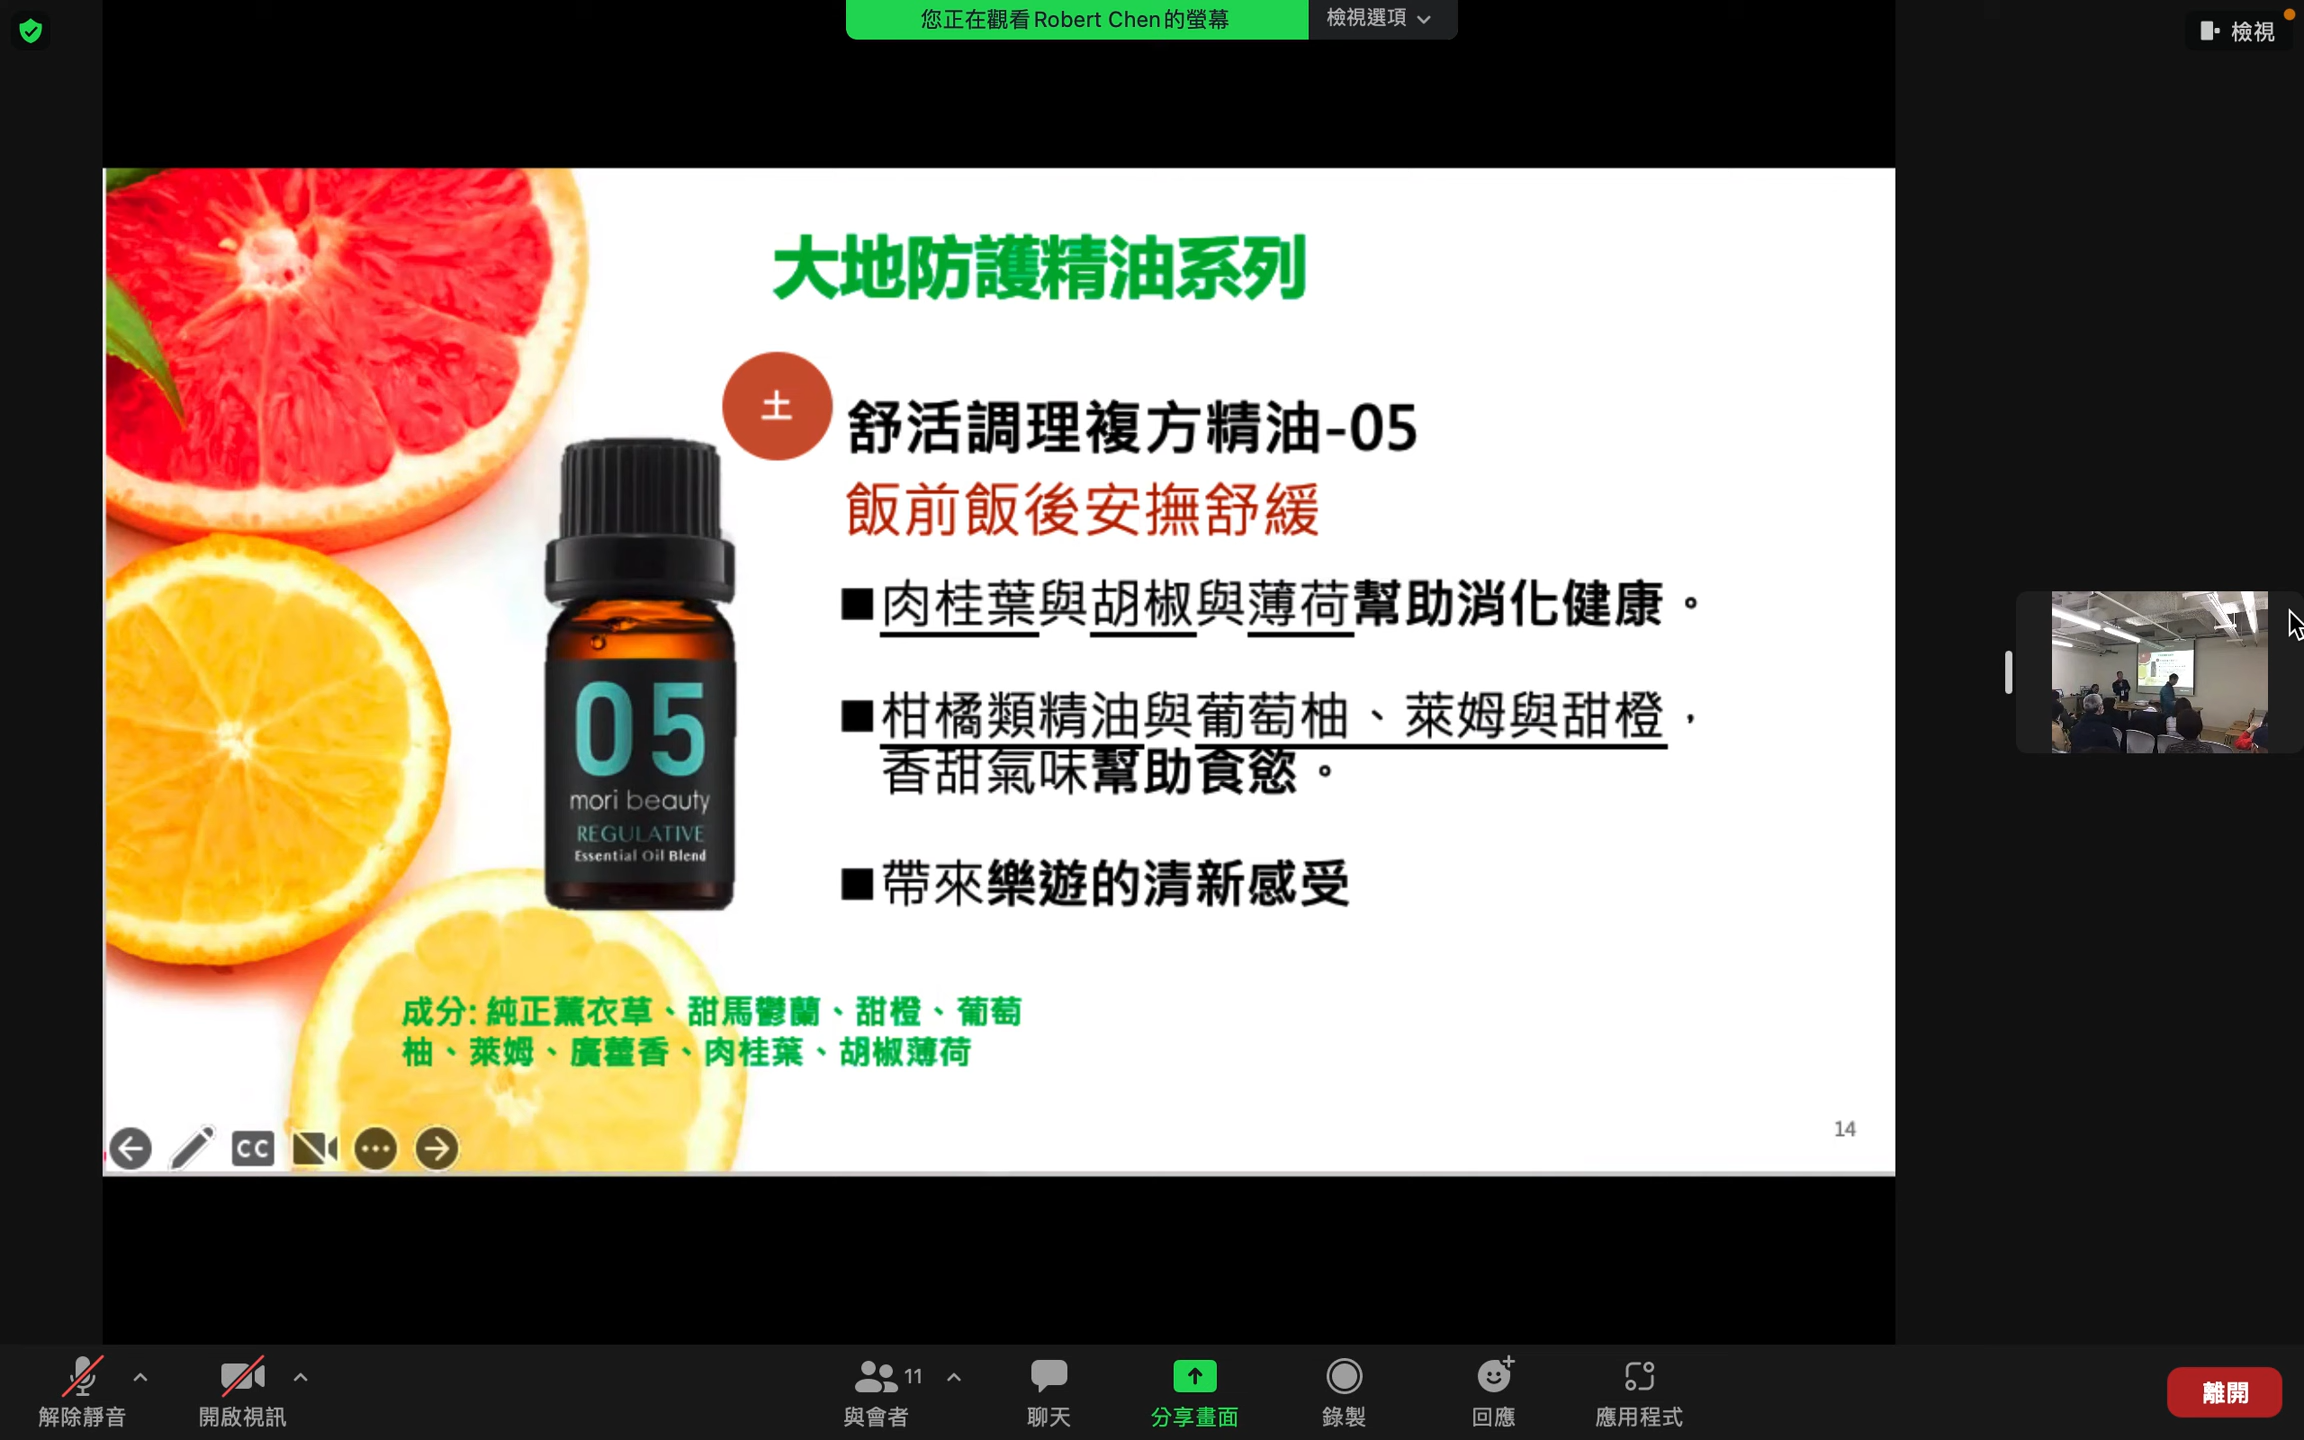 您正在觀看Robert Chen的螢幕
檢視選項
檢視
大地防護精油系列
土
舒活調理複方精油-05
飯前飯後安撫舒緩
■肉桂葉與胡椒與薄荷幫助消化健康。
■柑橘類精油與葡萄柚、萊姆與甜橙，
香甜氣味幫助食慾。
■帶來樂遊的清新感受
05
mori beauty
REGULATIVE
Essential Oil Blend
成分: 純正薰衣草、甜馬鬱蘭、甜橙、葡萄
柚、萊姆、廣藿香、肉桂葉、胡椒薄荷
CC
14
解除靜音
開啟視訊
11
與會者
聊天
分享畫面
錄製
回應
應用程式
離開